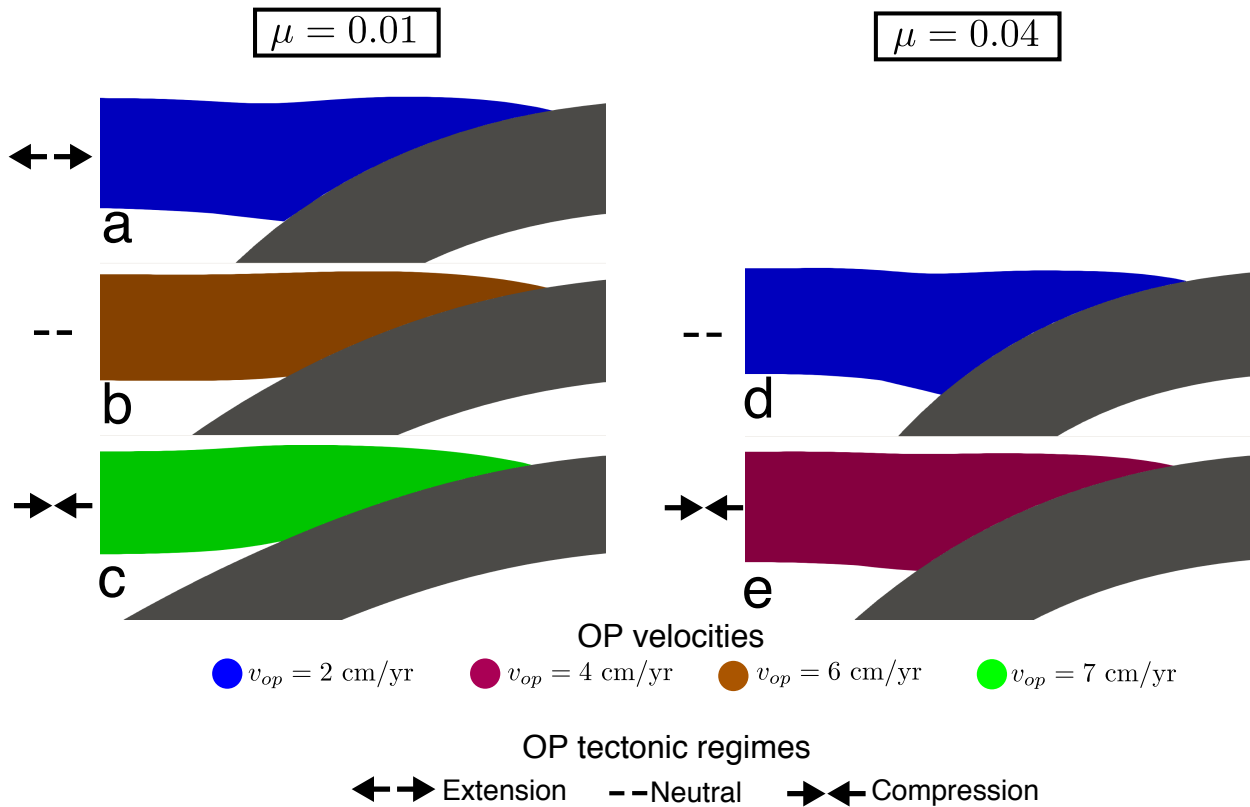 μ = 0.01
μ = 0.04
a
b
c
d
e
OP velocities
v_op = 2 cm/yr v_op = 4 cm/yr v_op = 6 cm/yr v_op = 7 cm/yr
OP tectonic regimes
Extension Neutral Compression